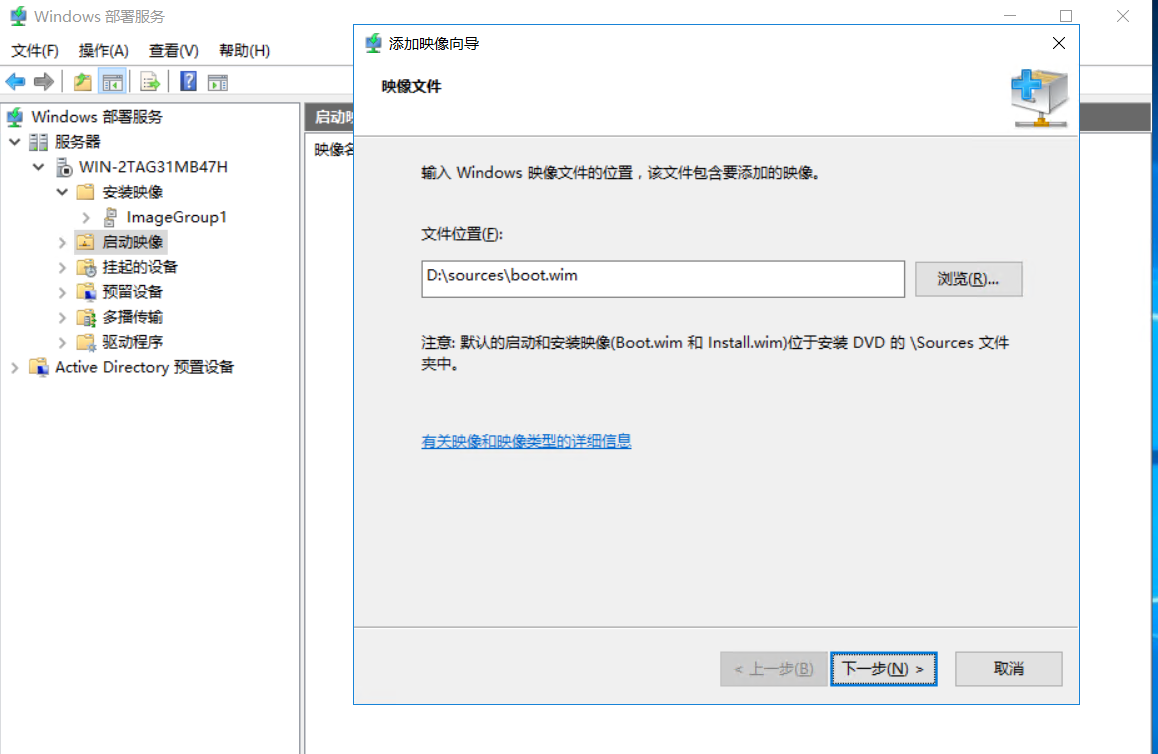 Windows 部署服务
文件(F) 操作(A) 查看(V) 帮助(H)
Windows 部署服务
服务器
WIN-2TAG31MB47H
安装映像
ImageGroup1
启动映像
挂起的设备
预留设备
多播传输
驱动程序
Active Directory 预置设备
启动映
映像名
添加映像向导
映像文件
输入 Windows 映像文件的位置，该文件包含要添加的映像。
文件位置(F):
D:\sources\boot.wim
浏览(R)...
注意: 默认的启动和安装映像(Boot.wim 和 Install.wim)位于安装 DVD 的 \Sources 文件
夹中。
有关映像和映像类型的详细信息
< 上一步(B) 下一步(N) > 取消